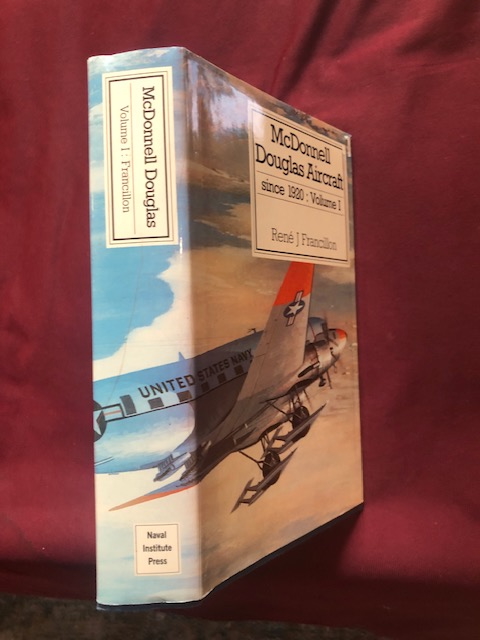 McDonnell Douglas
Volume I : Francillon
McDonnell
Douglas Aircraft
since 1920 : Volume I
René J Francillon
UNITED STATES NAVY
Naval
Institute
Press